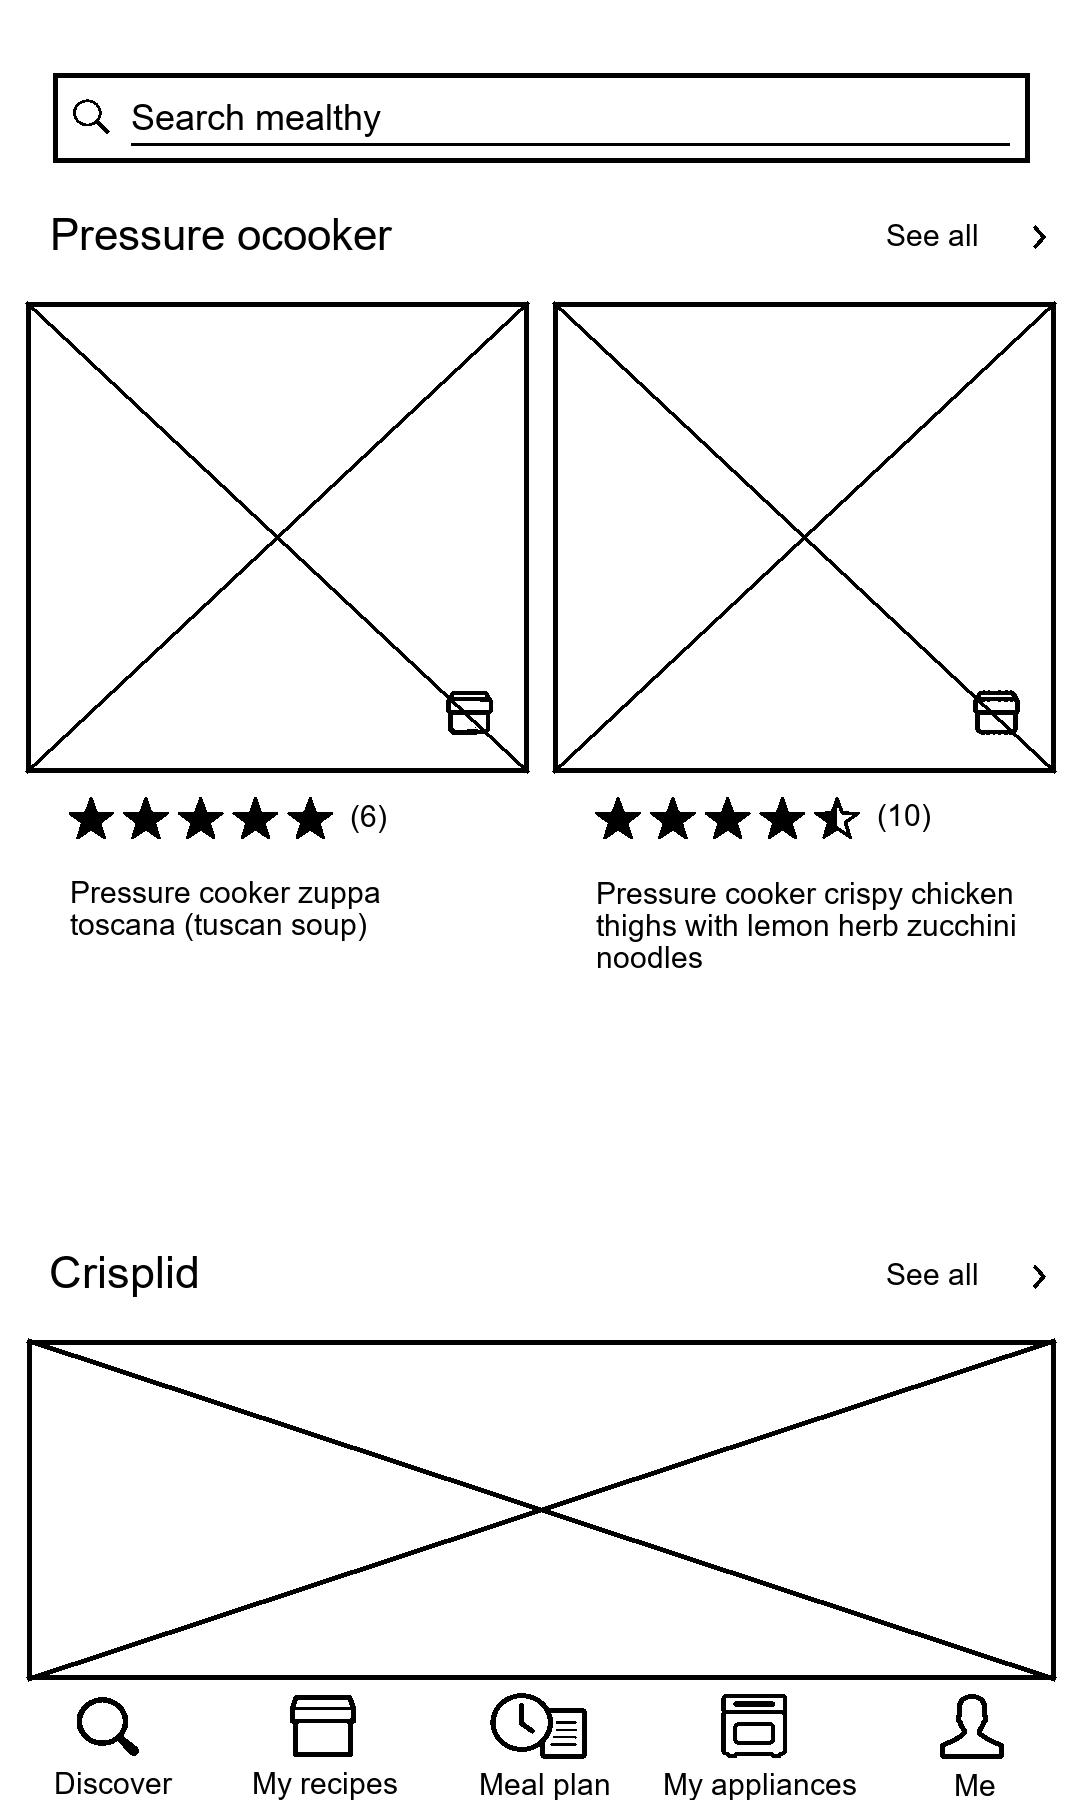 Search mealthy
Pressure ocooker
See all
(6)
(10)
Pressure cooker zuppa
toscana (tuscan soup)
Pressure cooker crispy chicken
thighs with lemon herb zucchini
noodles
Crisplid
See all
Discover
My recipes
Meal plan
My appliances
Me